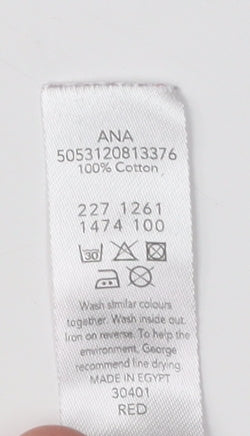 ANA
5053120813376
100% Cotton
227 1261
1474 100
30
Wash similar colours
together. Wash inside out.
Iron on reverse. To help the
environment, George
recommend line drying.
MADE IN EGYPT
30401
RED